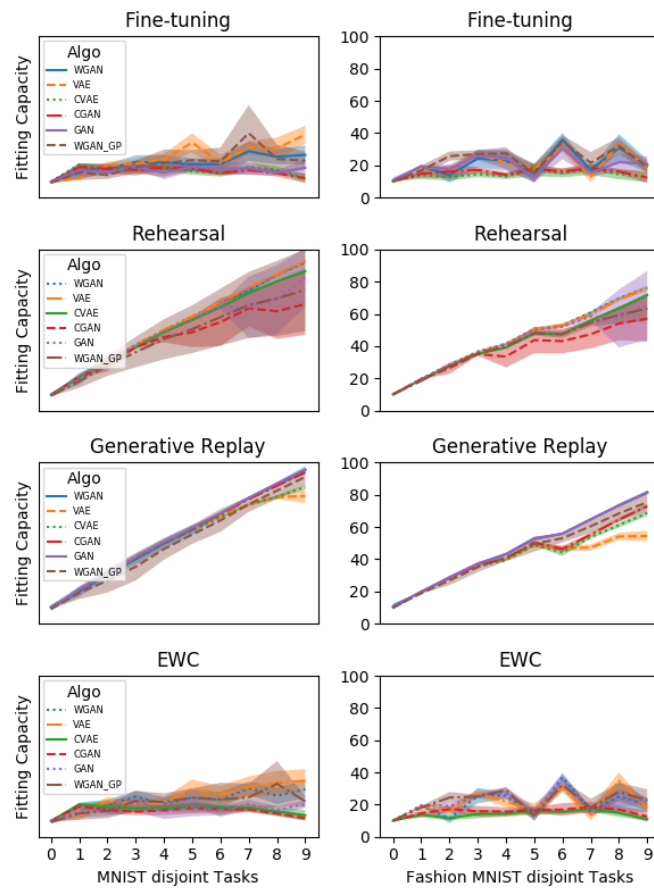 Fine-tuning
Fine-tuning
Fitting Capacity
Algo
WGAN
VAE
CVAE
CGAN
GAN
WGAN_GP
100
80
60
40
20
0
Rehearsal
Rehearsal
Fitting Capacity
Algo
WGAN
VAE
CVAE
CGAN
GAN
WGAN_GP
100
80
60
40
20
0
Generative Replay
Generative Replay
Fitting Capacity
Algo
WGAN
VAE
CVAE
CGAN
GAN
WGAN_GP
100
80
60
40
20
0
EWC
EWC
Fitting Capacity
Algo
WGAN
VAE
CVAE
CGAN
GAN
WGAN_GP
100
80
60
40
20
0
0 1 2 3 4 5 6 7 8 9
MNIST disjoint Tasks
0 1 2 3 4 5 6 7 8 9
Fashion MNIST disjoint Tasks